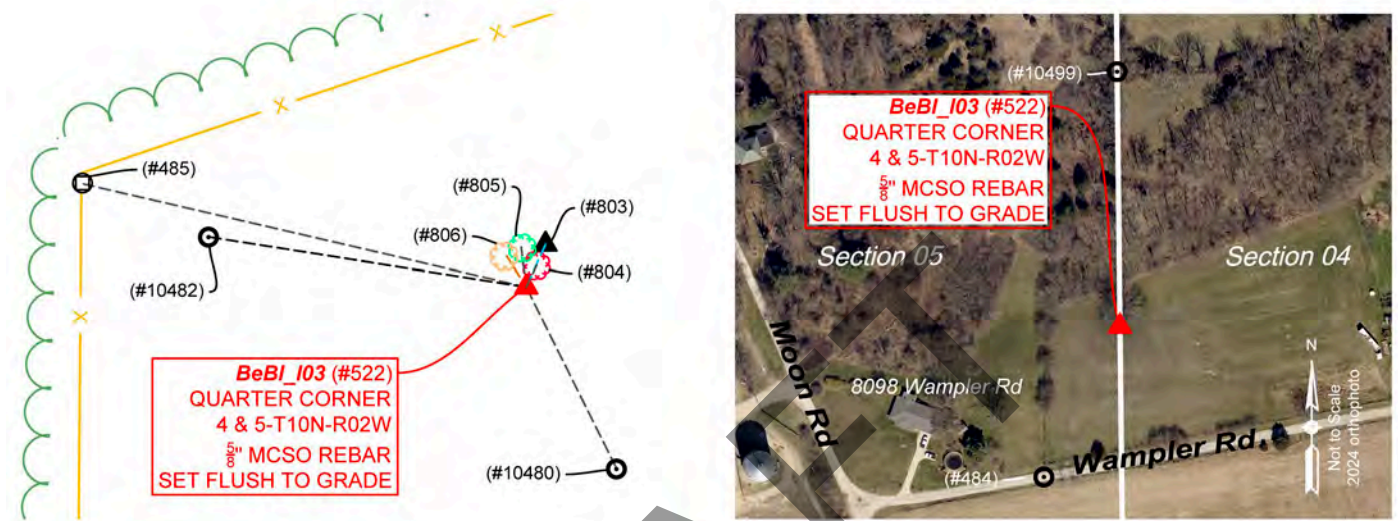 (#485)
(#805)
(#803)
(#806)
(#804)
(#10482)
BeBl_I03 (#522)
QUARTER CORNER
4 & 5-T10N-R02W
5/8" MCSO REBAR
SET FLUSH TO GRADE
(#10480)
(#10499)
BeBl_I03 (#522)
QUARTER CORNER
4 & 5-T10N-R02W
5/8" MCSO REBAR
SET FLUSH TO GRADE
Section 05
Section 04
Moon Rd
8098 Wampler Rd
N
Not to Scale
2024 orthophoto
Wampler Rd.
(#484)